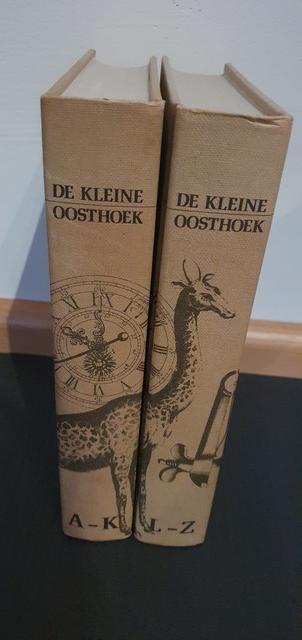 DE KLEINE
OOSTHOEK
A-K
DE KLEINE
OOSTHOEK
L-Z